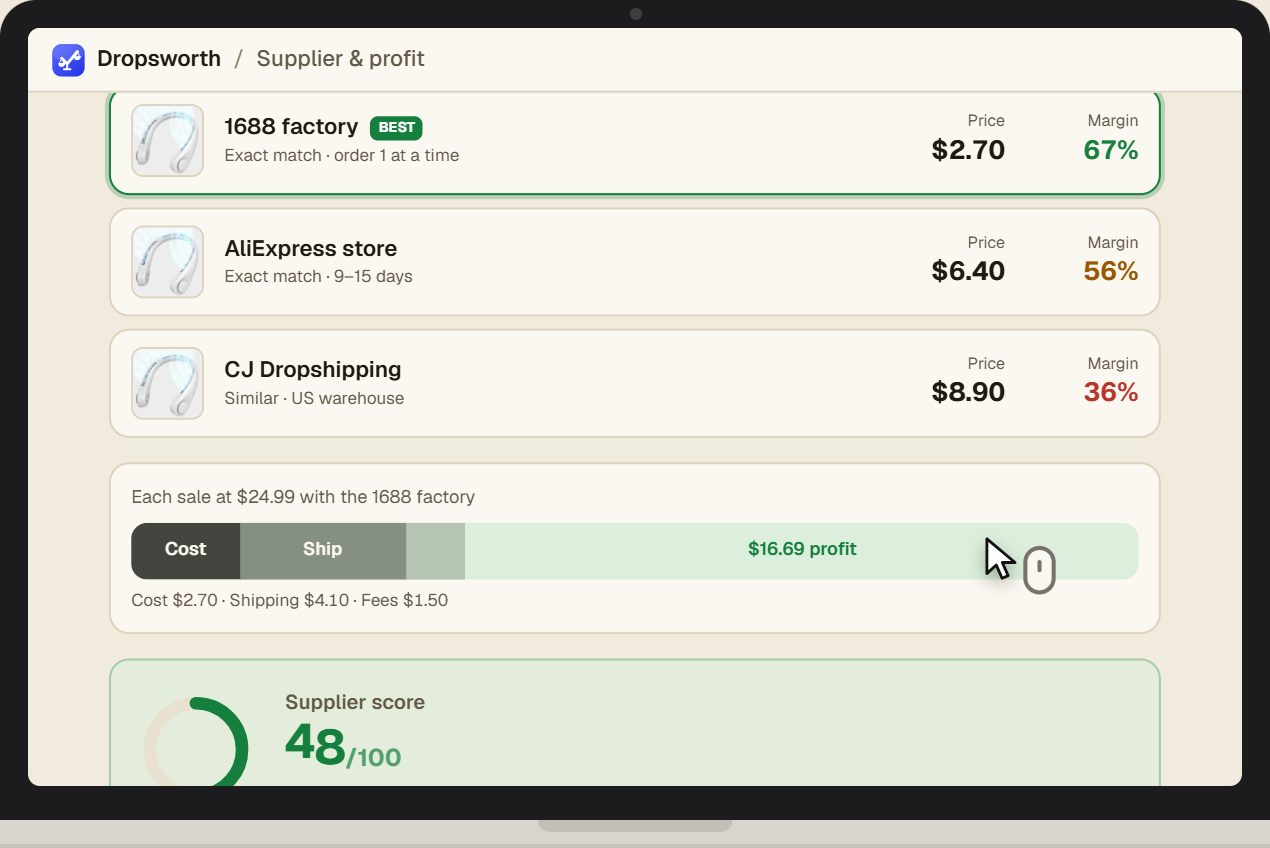 Dropsworth / Supplier & profit
1688 factory BEST
Exact match · order 1 at a time
Price
$2.70
Margin
67%
AliExpress store
Exact match · 9–15 days
Price
$6.40
Margin
56%
CJ Dropshipping
Similar · US warehouse
Price
$8.90
Margin
36%
Each sale at $24.99 with the 1688 factory
Cost Ship $16.69 profit
Cost $2.70 · Shipping $4.10 · Fees $1.50
Supplier score
48/100